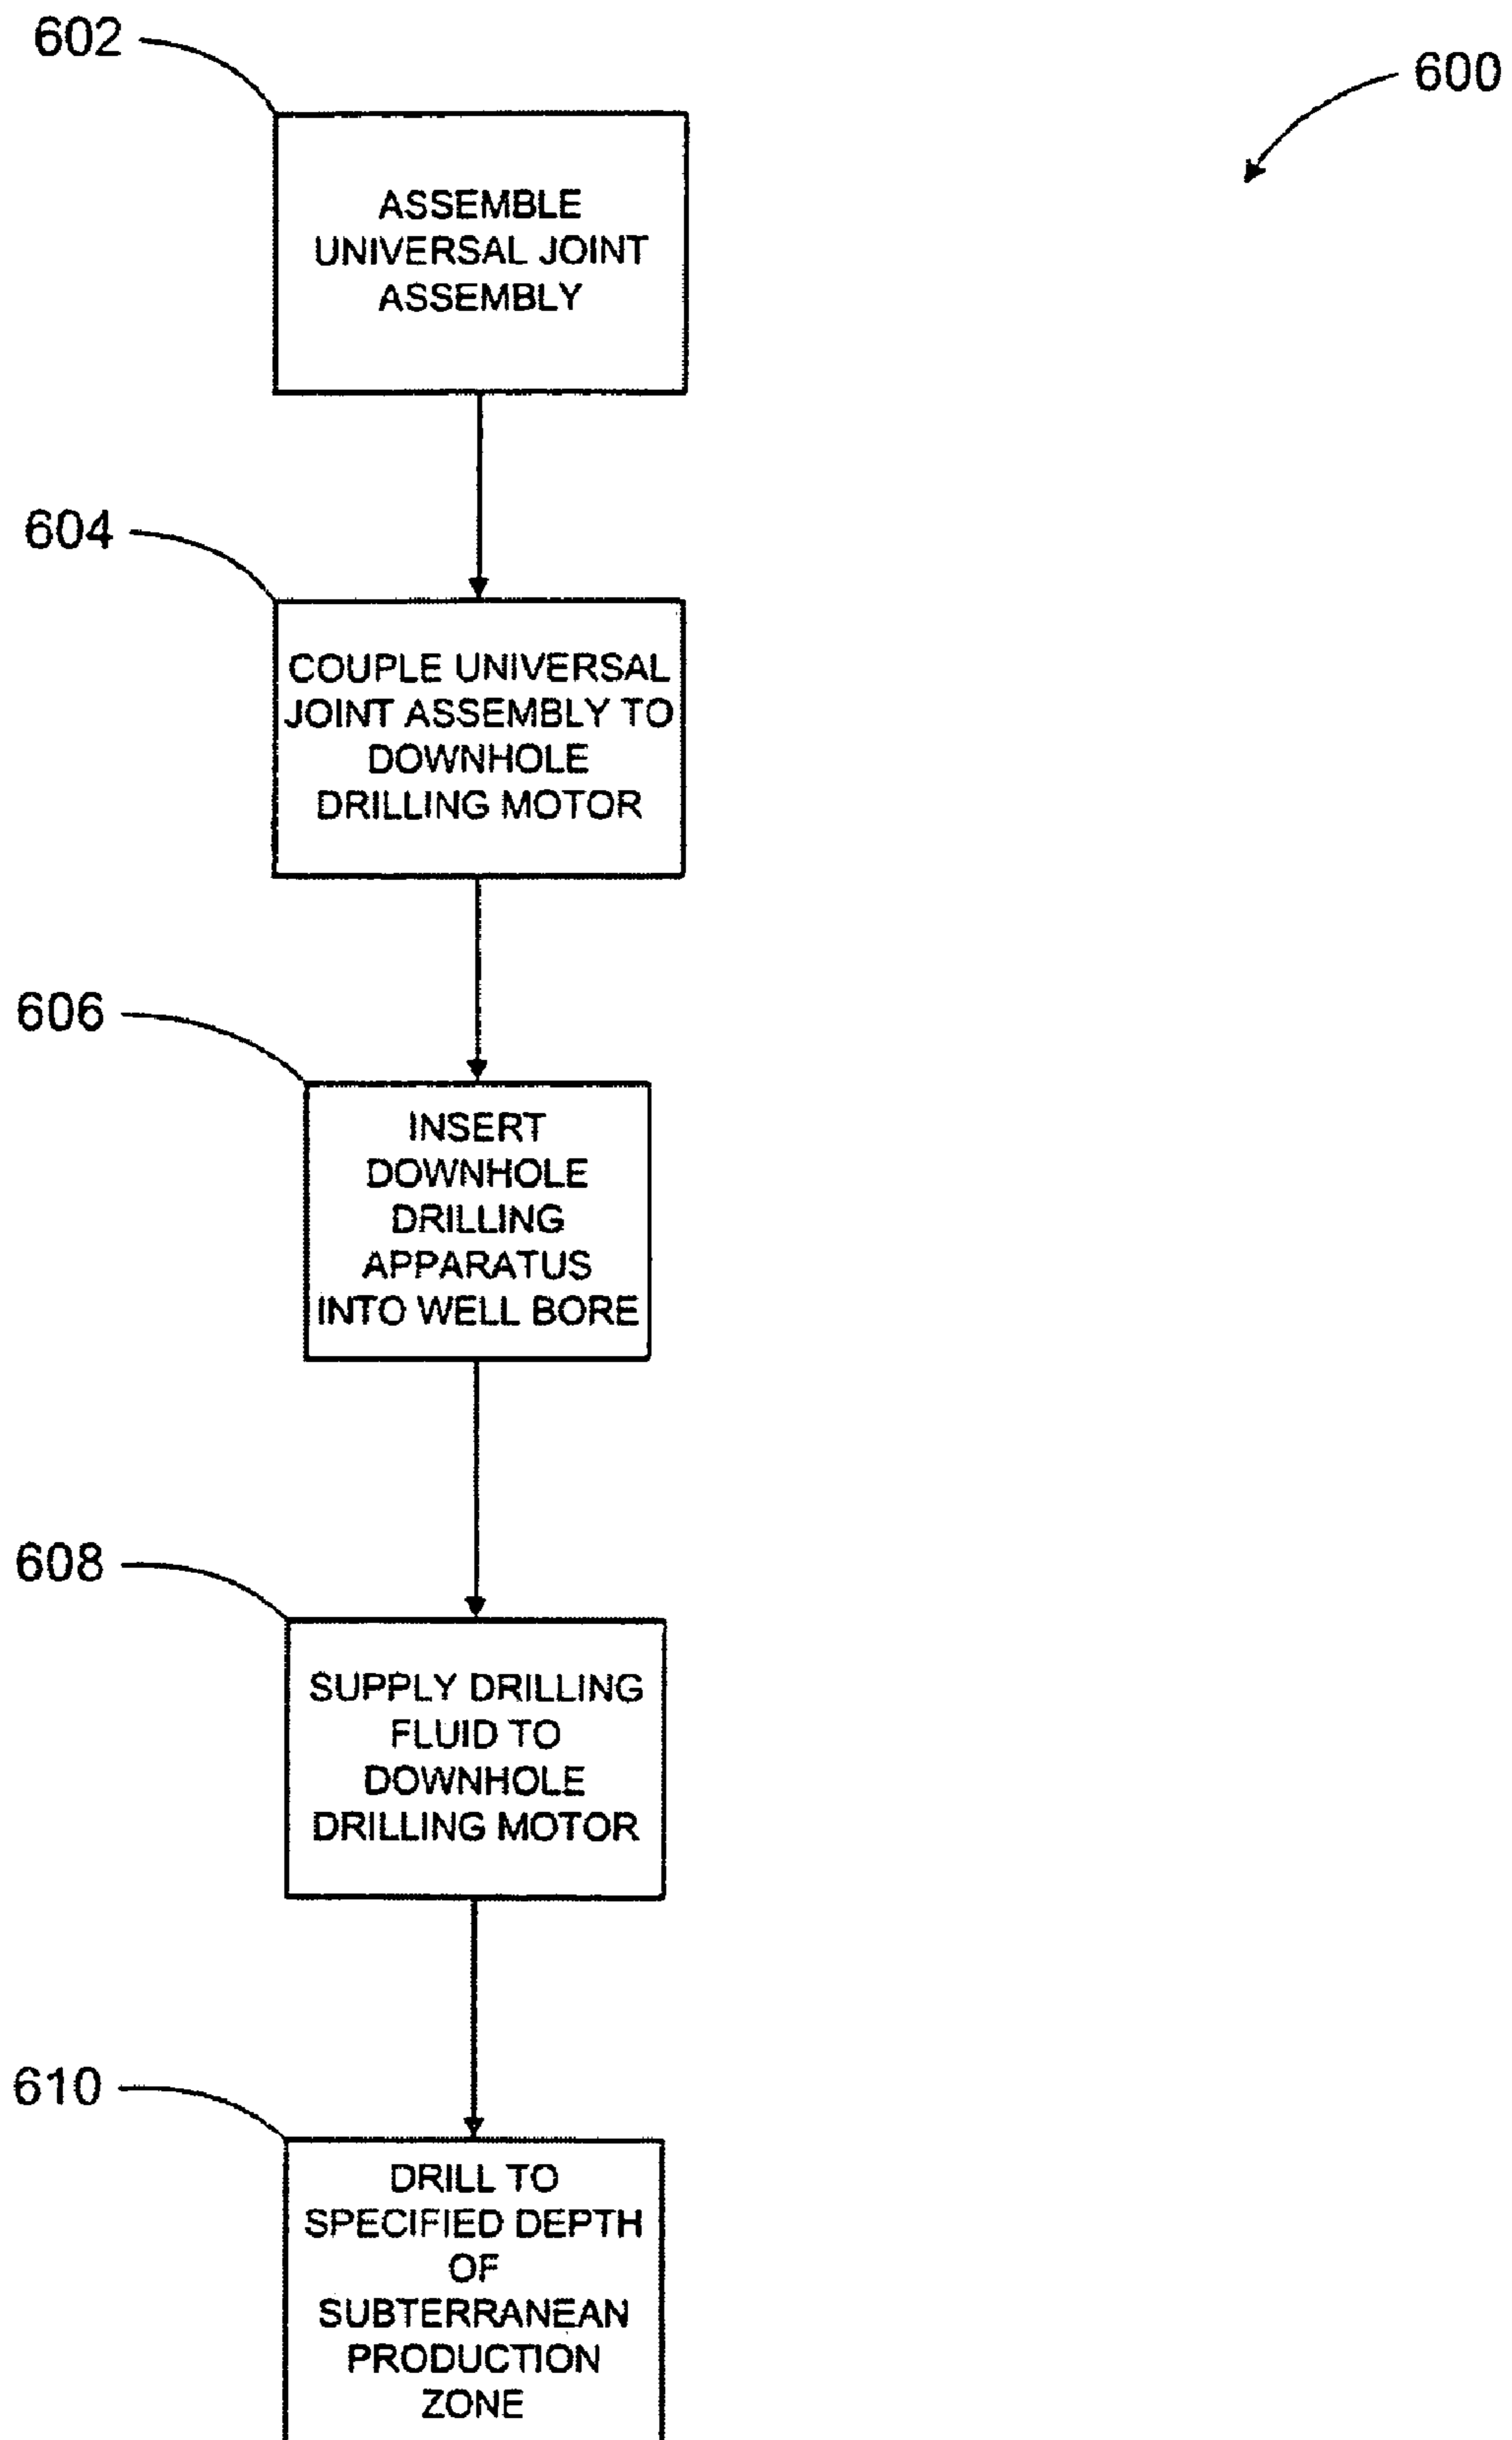 602
600
ASSEMBLE
UNIVERSAL JOINT
ASSEMBLY
604
COUPLE UNIVERSAL
JOINT ASSEMBLY TO
DOWNHOLE
DRILLING MOTOR
606
INSERT
DOWNHOLE
DRILLING
APPARATUS
INTO WELL BORE
608
SUPPLY DRILLING
FLUID TO
DOWNHOLE
DRILLING MOTOR
610
DRILL TO
SPECIFIED DEPTH
OF
SUBTERRANEAN
PRODUCTION
ZONE